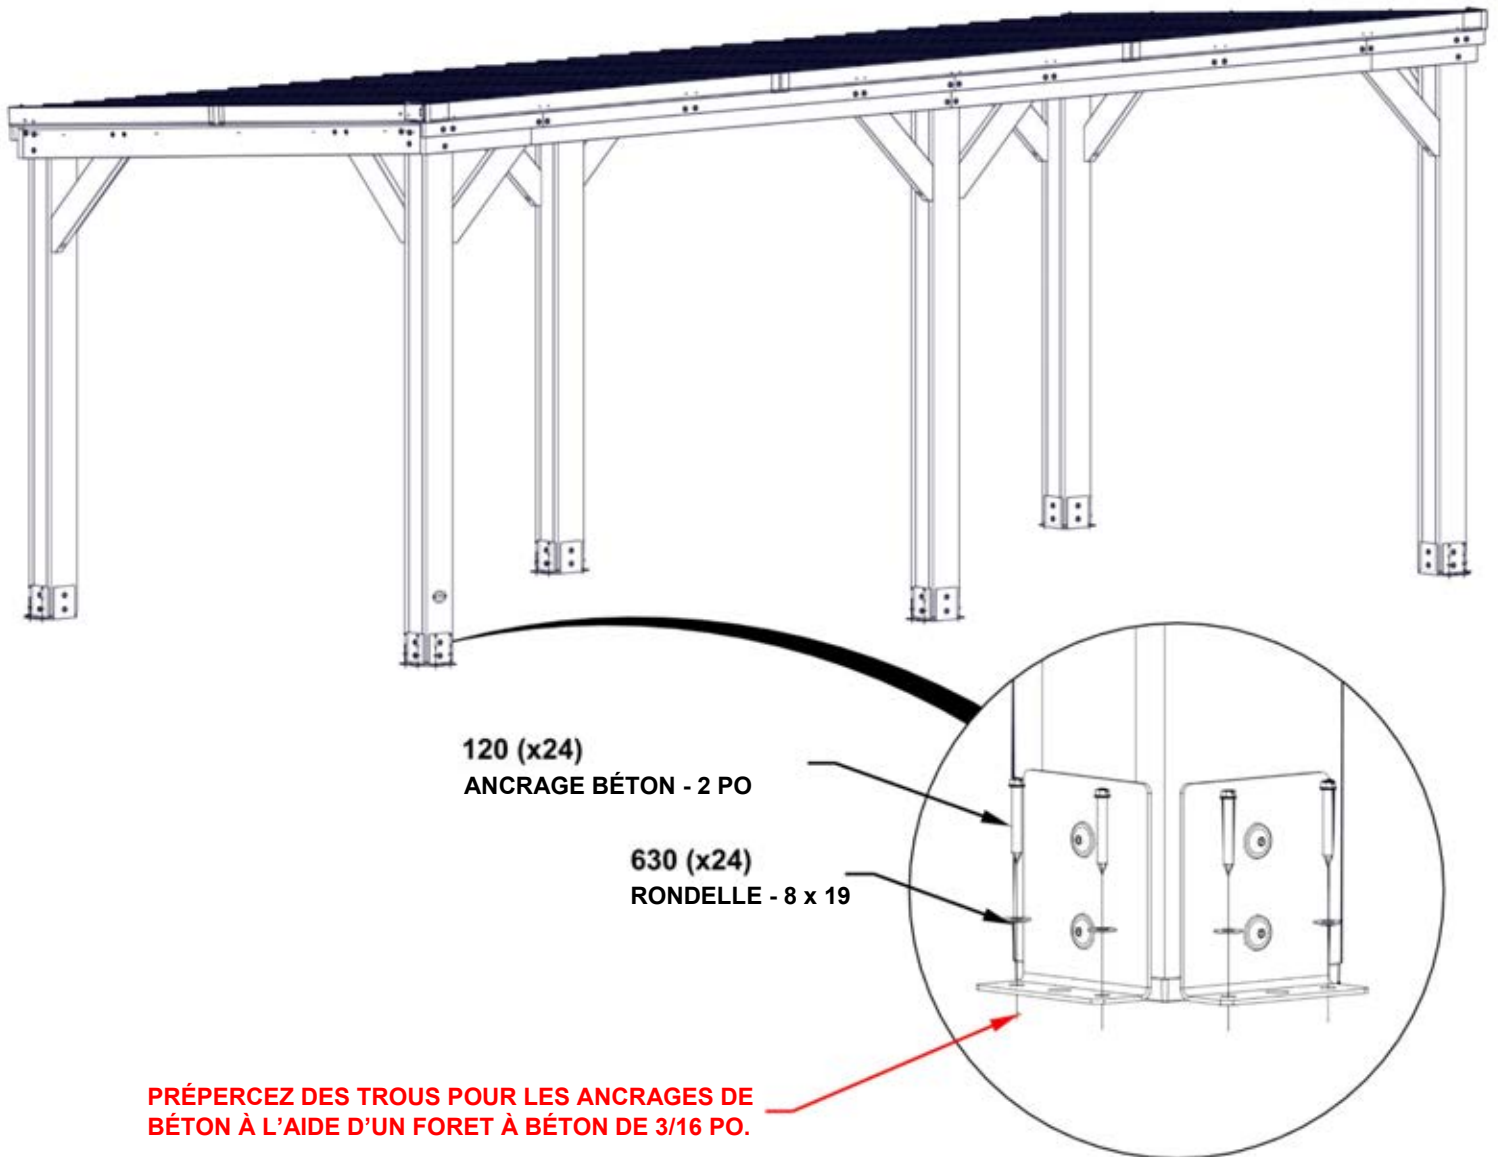 120 (x24)
ANCRAGE BÉTON - 2 PO
630 (x24)
RONDELLE - 8 x 19
PRÉPERCEZ DES TROUS POUR LES ANCRAGES DE
BÉTON À L’AIDE D’UN FORET À BÉTON DE 3/16 PO.